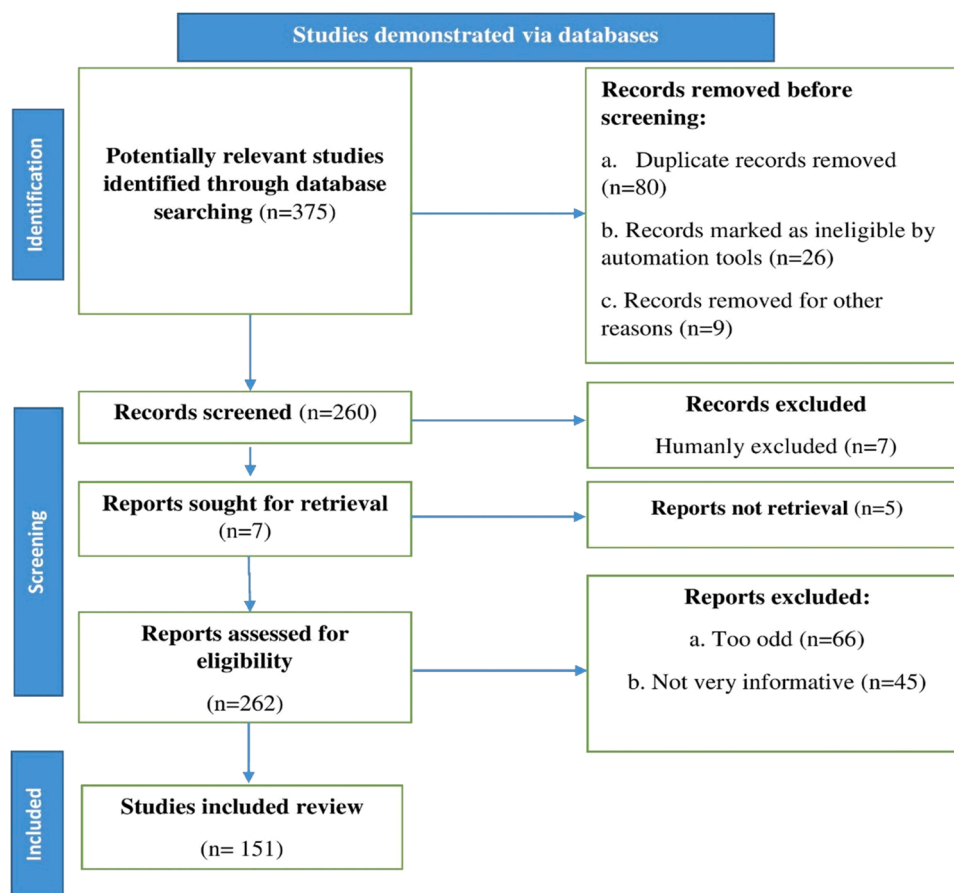 Studies demonstrated via databases
Identification
Potentially relevant studies
identified through database
searching (n=375)
Records removed before
screening:
a. Duplicate records removed
(n=80)
b. Records marked as ineligible by
automation tools (n=26)
c. Records removed for other
reasons (n=9)
Screening
Records screened (n=260)
Records excluded
Humanly excluded (n=7)
Reports sought for retrieval
(n=7)
Reports not retrieval (n=5)
Reports assessed for
eligibility
(n=262)
Reports excluded:
a. Too odd (n=66)
b. Not very informative (n=45)
Included
Studies included review
(n= 151)